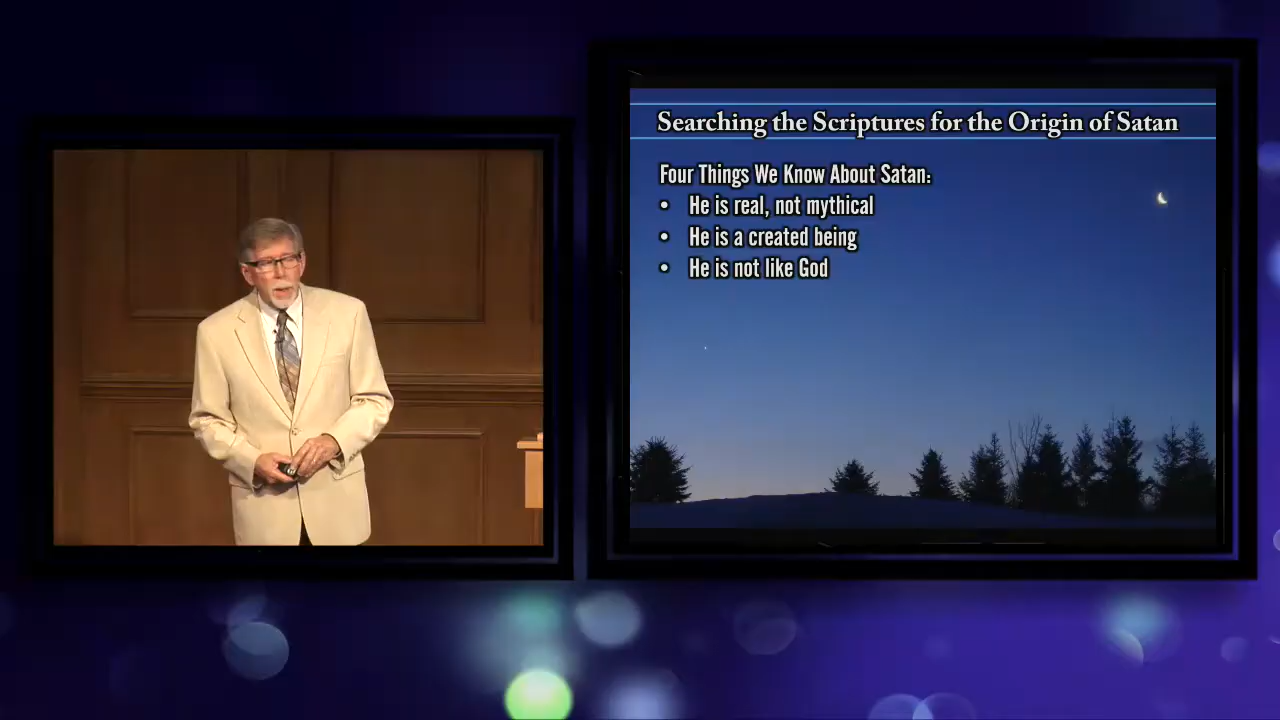 Searching the Scriptures for the Origin of Satan
Four Things We Know About Satan:
• He is real, not mythical
• He is a created being
• He is not like God